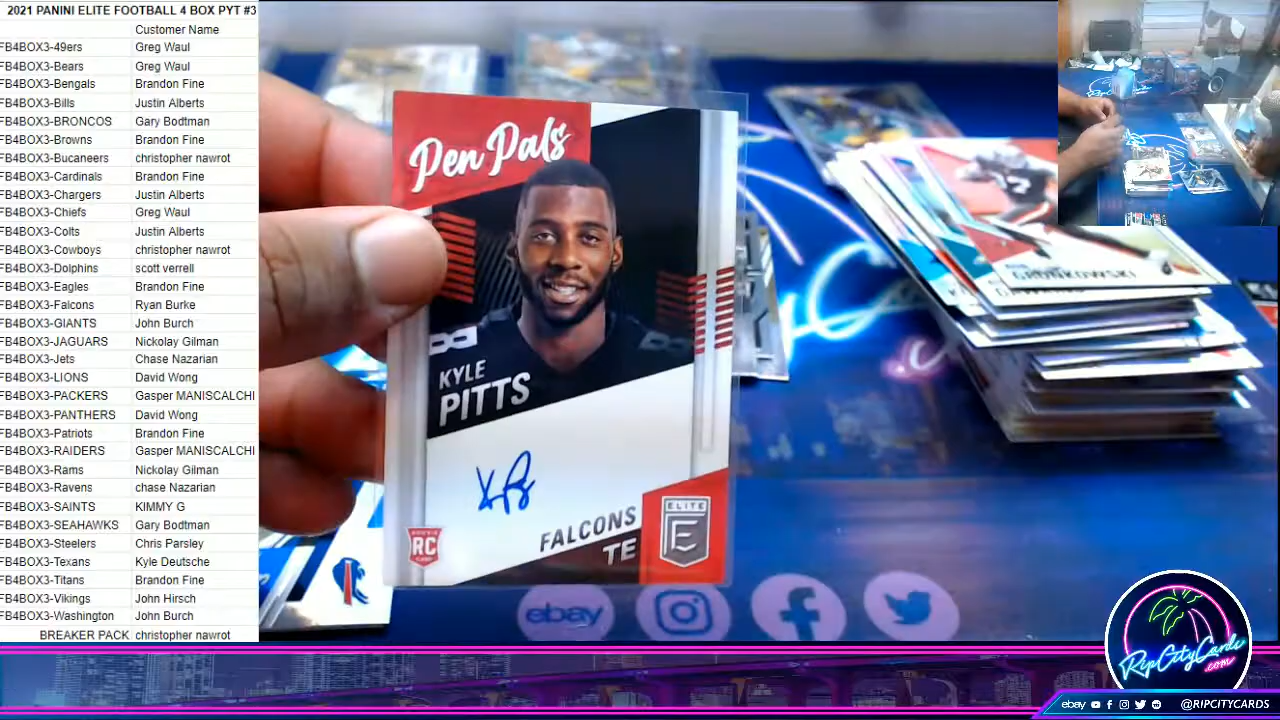 2021 PANINI ELITE FOOTBALL 4 BOX PYT #3
Customer Name
FB4BOX3-49ers Greg Waul
FB4BOX3-Bears Greg Waul
FB4BOX3-Bengals Brandon Fine
FB4BOX3-Bills Justin Alberts
FB4BOX3-BRONCOS Gary Bodtman
FB4BOX3-Browns Brandon Fine
FB4BOX3-Bucaneers christopher nawrot
FB4BOX3-Cardinals Brandon Fine
FB4BOX3-Chargers Justin Alberts
FB4BOX3-Chiefs Greg Waul
FB4BOX3-Colts Justin Alberts
FB4BOX3-Cowboys christopher nawrot
FB4BOX3-Dolphins scott verrell
FB4BOX3-Eagles Brandon Fine
FB4BOX3-Falcons Ryan Burke
FB4BOX3-GIANTS John Burch
FB4BOX3-JAGUARS Nickolay Gilman
FB4BOX3-Jets Chase Nazarian
FB4BOX3-LIONS David Wong
FB4BOX3-PACKERS Gasper MANISCALCHI
FB4BOX3-PANTHERS David Wong
FB4BOX3-Patriots Brandon Fine
FB4BOX3-RAIDERS Gasper MANISCALCHI
FB4BOX3-Rams Nickolay Gilman
FB4BOX3-Ravens chase Nazarian
FB4BOX3-SAINTS KIMMY G
FB4BOX3-SEAHAWKS Gary Bodtman
FB4BOX3-Steelers Chris Parsley
FB4BOX3-Texans Kyle Deutsche
FB4BOX3-Titans Brandon Fine
FB4BOX3-Vikings John Hirsch
FB4BOX3-Washington John Burch
BREAKER PACK christopher nawrot
Pen Pals
KYLE
PITTS
FALCONS
TE
RC
ELITE
E
GRONKOWSKI
ebay
RipCityCards
.com
ebay @RIPCITYCARDS